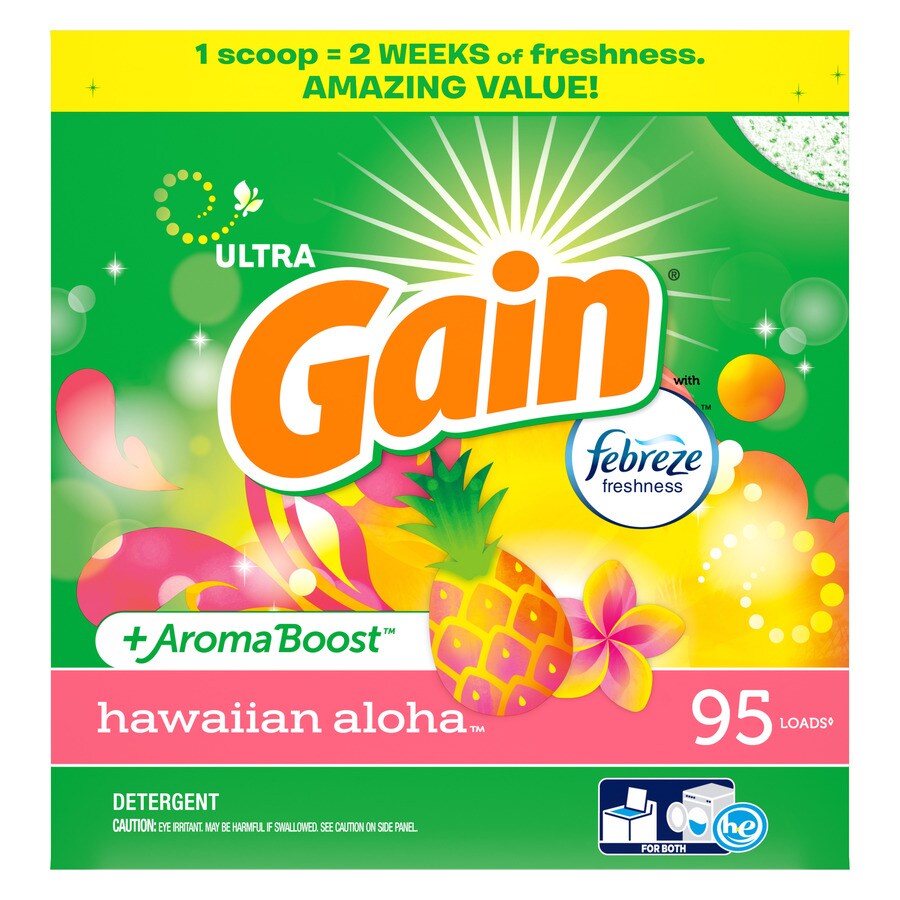 1 scoop = 2 WEEKS of freshness.
AMAZING VALUE!
ULTRA
Gain®
with
febreze™
freshness
+AromaBoost™
hawaiian aloha™
95 LOADS◊
DETERGENT
CAUTION: EYE IRRITANT. MAY BE HARMFUL IF SWALLOWED. SEE CAUTION ON SIDE PANEL.
he
FOR BOTH